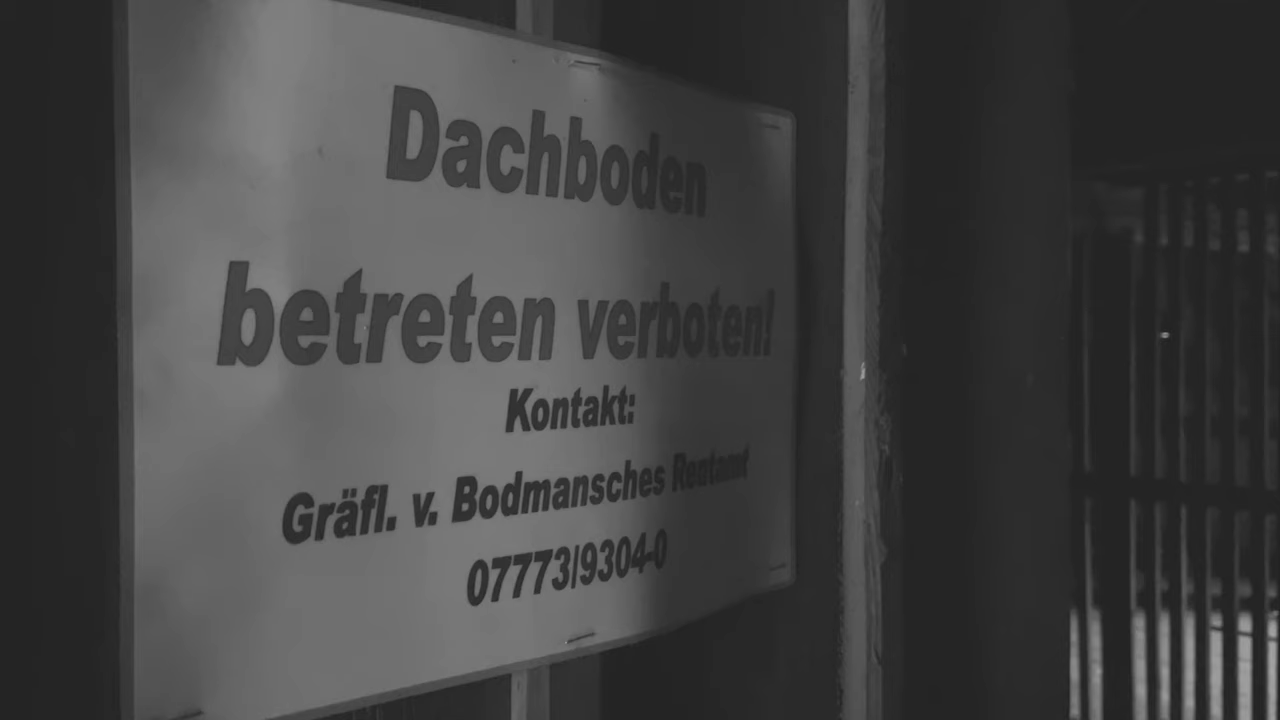 Dachboden
betreten verboten!
Kontakt:
Gräfl. v. Bodmansches Rentamt
07773/9304-0